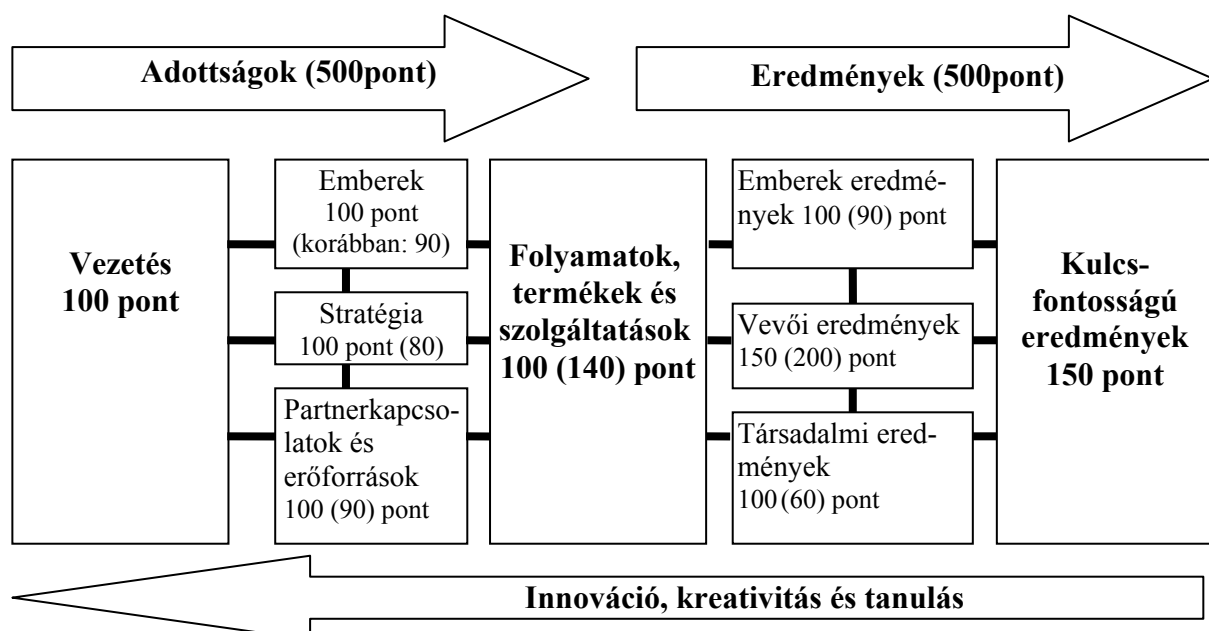 Adottságok (500pont)
Eredmények (500pont)
Vezetés
100 pont
Emberek
100 pont
(korábban: 90)
Stratégia
100 pont (80)
Partnerkapcso-
latok és
erőforrások
100 (90) pont
Folyamatok,
termékek és
szolgáltatások
100 (140) pont
Emberek eredmé-
nyek 100 (90) pont
Vevői eredmények
150 (200) pont
Társadalmi ered-
mények
100 (60) pont
Kulcs-
fontosságú
eredmények
150 pont
Innováció, kreativitás és tanulás